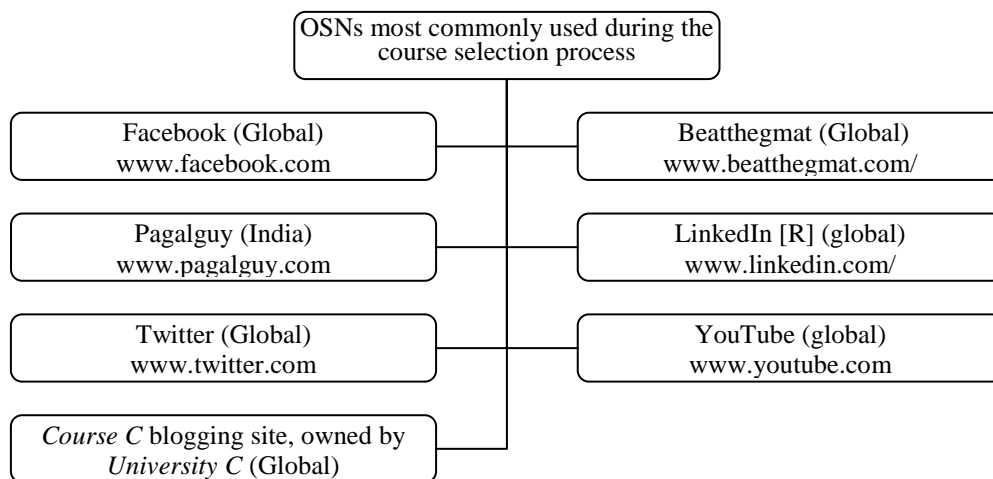 OSNs most commonly used during the
course selection process
Facebook (Global)
www.facebook.com
Beatthegmat (Global)
www.beatthegmat.com/
Pagalguy (India)
www.pagalguy.com
LinkedIn [R] (global)
www.linkedin.com/
Twitter (Global)
www.twitter.com
YouTube (global)
www.youtube.com
Course C blogging site, owned by
University C (Global)